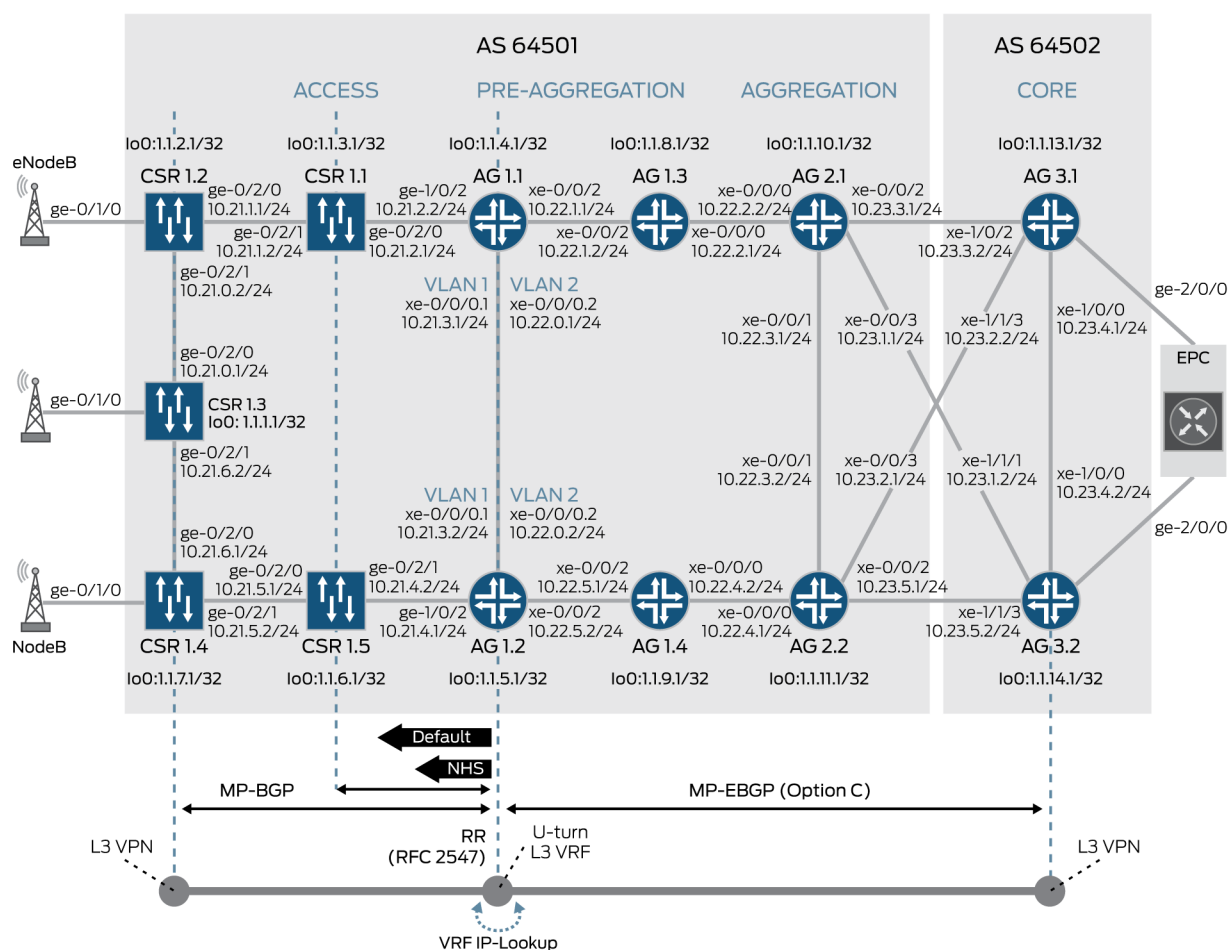 AS 64501
AS 64502
ACCESS
PRE-AGGREGATION
AGGREGATION
CORE
lo0:1.1.2.1/32
lo0:1.1.3.1/32
lo0:1.1.4.1/32
lo0:1.1.8.1/32
lo0:1.1.10.1/32
lo0:1.1.13.1/32
eNodeB
CSR 1.2
CSR 1.1
AG 1.1
AG 1.3
AG 2.1
AG 3.1
ge-0/1/0
ge-0/2/0
10.21.1.1/24
ge-0/2/1
10.21.1.2/24
ge-1/0/2
10.21.2.2/24
ge-0/2/0
10.21.2.1/24
xe-0/0/2
10.22.1.1/24
xe-0/0/2
10.22.1.2/24
xe-0/0/0
10.22.2.2/24
xe-0/0/0
10.22.2.1/24
xe-0/0/2
10.23.3.1/24
xe-1/0/2
10.23.3.2/24
ge-0/2/1
10.21.0.2/24
VLAN 1
xe-0/0/0.1
10.21.3.1/24
VLAN 2
xe-0/0/0.2
10.22.0.1/24
xe-0/0/1
10.22.3.1/24
xe-0/0/3
10.23.1.1/24
xe-1/1/3
10.23.2.2/24
xe-1/0/0
10.23.4.1/24
ge-2/0/0
EPC
ge-0/2/0
10.21.0.1/24
ge-0/1/0
CSR 1.3
lo0: 1.1.1.1/32
ge-0/2/1
10.21.6.2/24
VLAN 1
xe-0/0/0.1
10.21.3.2/24
VLAN 2
xe-0/0/0.2
10.22.0.2/24
xe-0/0/1
10.22.3.2/24
xe-0/0/3
10.23.2.1/24
xe-1/1/1
10.23.1.2/24
xe-1/0/0
10.23.4.2/24
ge-2/0/0
ge-0/2/0
10.21.6.1/24
ge-0/1/0
NodeB
ge-0/2/0
10.21.5.1/24
ge-0/2/1
10.21.5.2/24
ge-0/2/1
10.21.4.2/24
ge-1/0/2
10.21.4.1/24
xe-0/0/2
10.22.5.1/24
xe-0/0/2
10.22.5.2/24
xe-0/0/0
10.22.4.2/24
xe-0/0/0
10.22.4.1/24
xe-0/0/2
10.23.5.1/24
xe-1/1/3
10.23.5.2/24
CSR 1.4
CSR 1.5
AG 1.2
AG 1.4
AG 2.2
AG 3.2
lo0:1.1.7.1/32
lo0:1.1.6.1/32
lo0:1.1.5.1/32
lo0:1.1.9.1/32
lo0:1.1.11.1/32
lo0:1.1.14.1/32
Default
NHS
MP-BGP
MP-EBGP (Option C)
L3 VPN
RR
(RFC 2547)
U-turn
L3 VRF
L3 VPN
VRF IP-Lookup